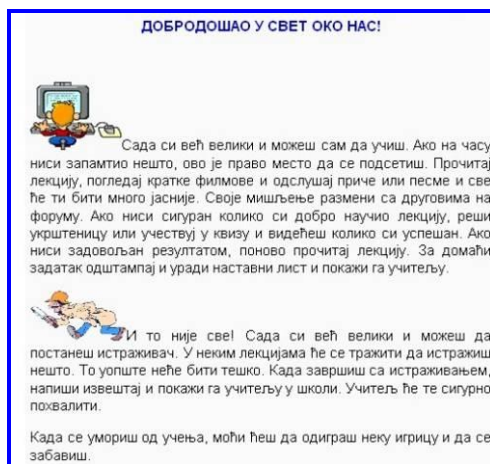 ДОБРОДОШАО У СВЕТ ОКО НАС!
Сада си већ велики и можеш сам да учиш. Ако на часу
ниси запамтио нешто, ово је право место да се подсетиш. Прочитај
лекцију, погледај кратке филмове и одслушај приче или песме и све
ће ти бити много јасније. Своје мишљење размени са друговима на
форуму. Ако ниси сигуран колико си добро научио лекцију, реши
укрштеницу или учествуј у квизу и видећеш колико си успешан. Ако
ниси задовољан резултатом, поново прочитај лекцију. За домаћи
задатак одштампај и уради наставни лист и покажи га учитељу.
И то није све! Сада си већ велики и можеш да
постанеш истраживач. У неким лекцијама ће се тражити да истражиш
нешто. То уопште неће бити тешко. Када завршиш са истраживањем,
напиши извештај и покажи га учитељу у школи. Учитељ ће те сигурно
похвалити.
Када се умориш од учења, моћи ћеш да одиграш неку игрицу и да се
забавиш.